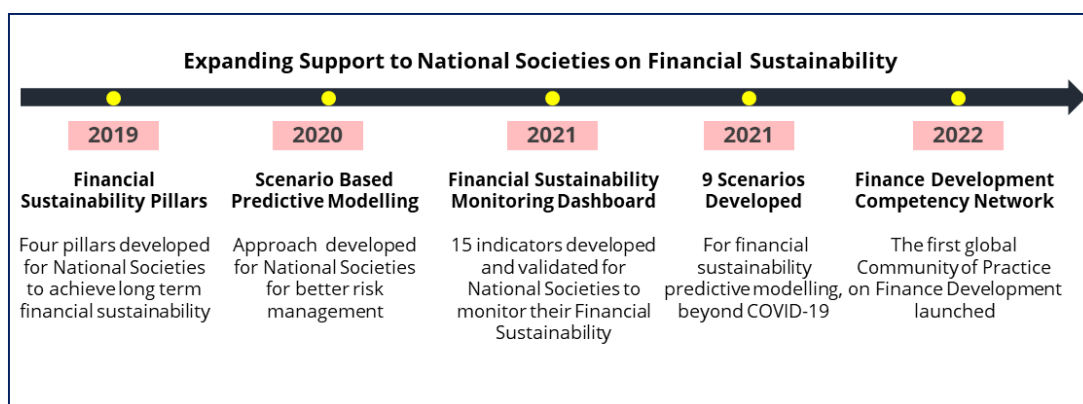 Expanding Support to National Societies on Financial Sustainability
2019
Financial
Sustainability Pillars
Four pillars developed
for National Societies
to achieve long term
financial sustainability
2020
Scenario Based
Predictive Modelling
Approach developed
for National Societies
for better risk
management
2021
Financial Sustainability
Monitoring Dashboard
15 indicators developed
and validated for
National Societies to
monitor their Financial
Sustainability
2021
9 Scenarios
Developed
For financial
sustainability
predictive modelling,
beyond COVID-19
2022
Finance Development
Competency Network
The first global
Community of Practice
on Finance Development
launched